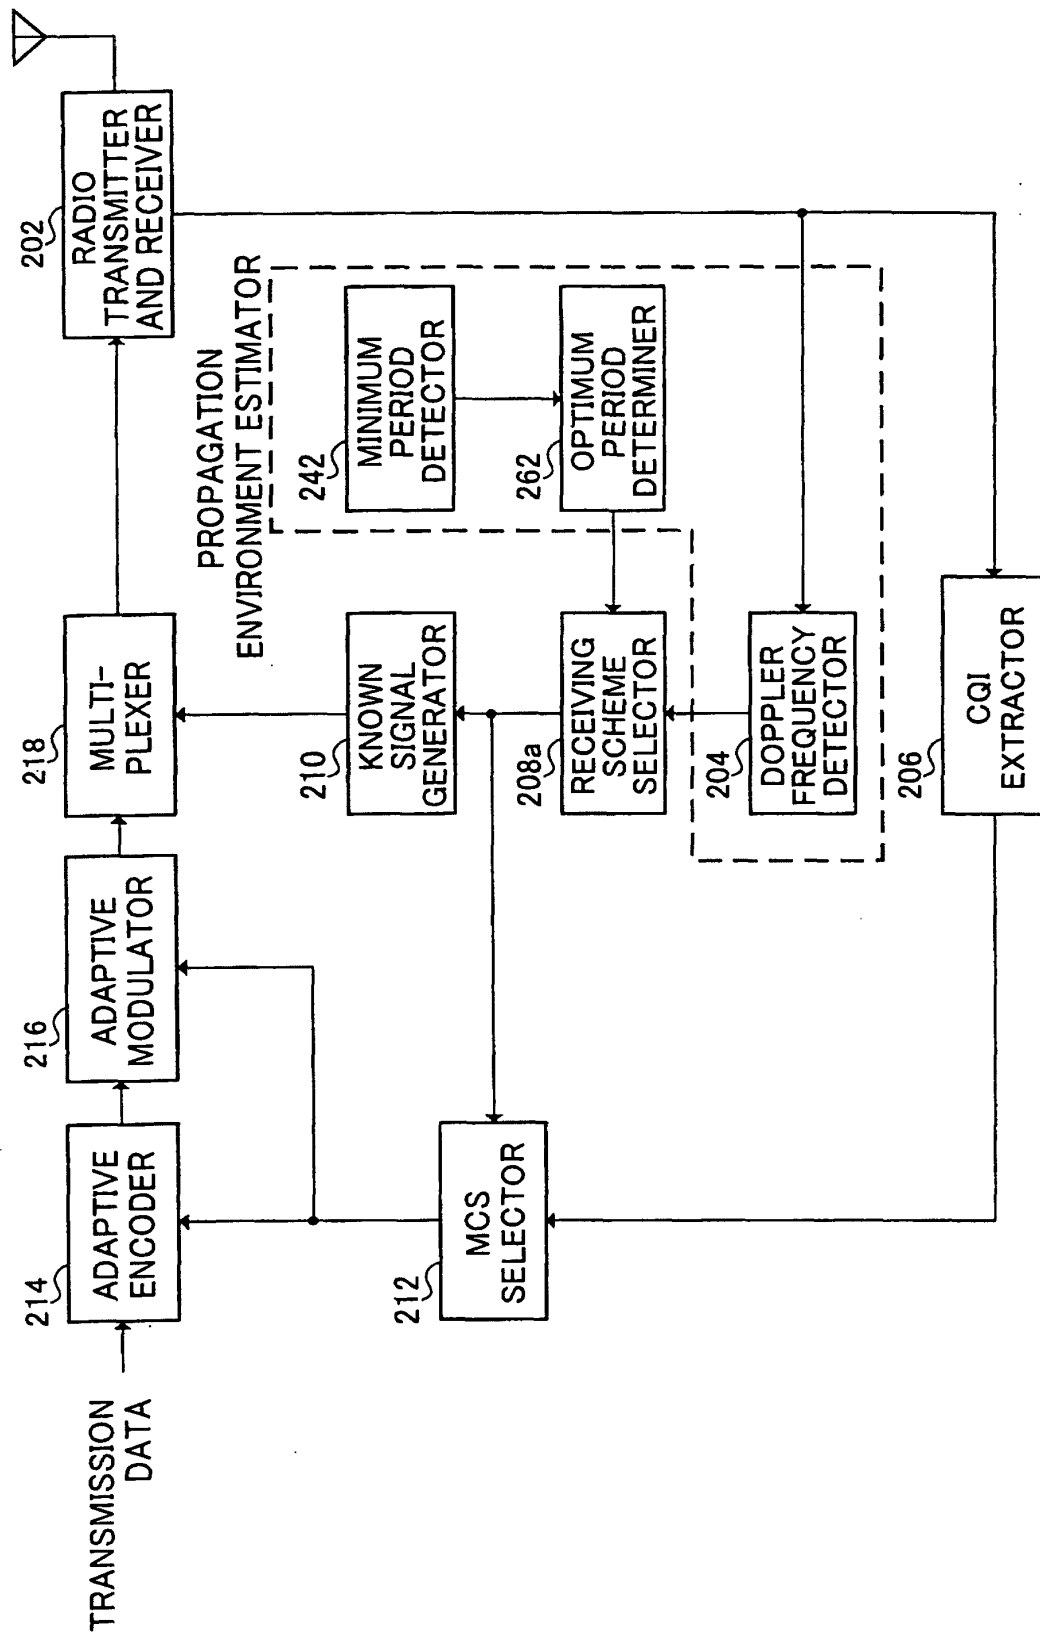 TRANSMISSION
DATA
214
ADAPTIVE
ENCODER
216
ADAPTIVE
MODULATOR
218
MULTI-
PLEXER
202
RADIO
TRANSMITTER
AND RECEIVER
PROPAGATION
ENVIRONMENT ESTIMATOR
210
KNOWN
SIGNAL
GENERATOR
242
MINIMUM
PERIOD
DETECTOR
212
MCS
SELECTOR
208a
RECEIVING
SCHEME
SELECTOR
262
OPTIMUM
PERIOD
DETERMINER
204
DOPPLER
FREQUENCY
DETECTOR
206
CQI
EXTRACTOR